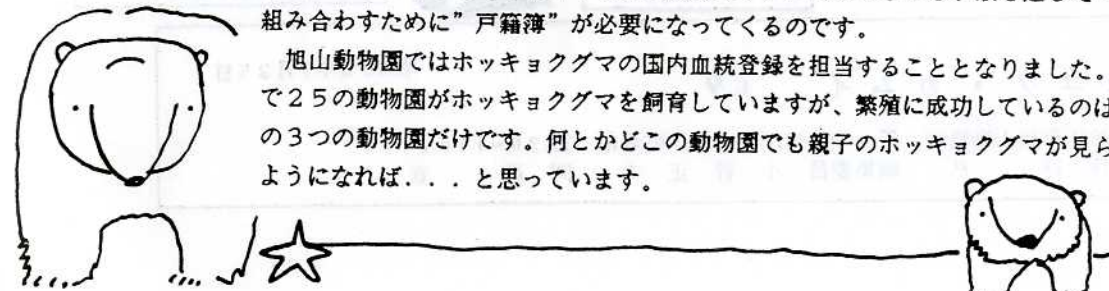 組み合わすために”戸籍簿”が必要になってくるのです。
旭山動物園ではホッキョクグマの国内血統登録を担当することとなりました。
で２５の動物園がホッキョクグマを飼育していますが、繁殖に成功しているのは
の３つの動物園だけです。何とかどこの動物園でも親子のホッキョクグマが見ら
ようになれば．．．と思っています。